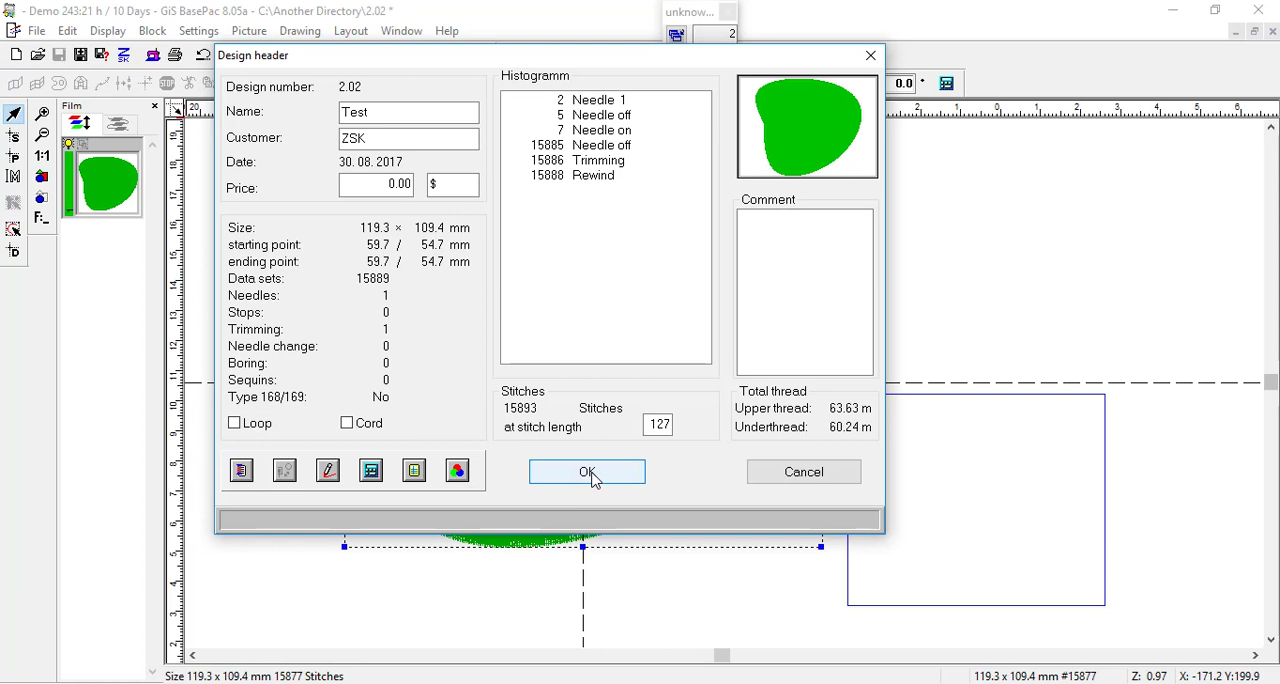 - Demo 243:21 h / 10 Days - GiS BasePac 8.05a - C:\Another Directory\2.02 *
unknow...
File Edit Display Block Settings Picture Drawing Layout Window Help
2
Design header
0.0 °
Film
Design number: 2.02
Name: Test
Customer: ZSK
Date: 30. 08. 2017
Price: 0.00 $
Histogramm
2 Needle 1
5 Needle off
7 Needle on
15885 Needle off
15886 Trimming
15888 Rewind
Size: 119.3 × 109.4 mm
starting point: 59.7 / 54.7 mm
ending point: 59.7 / 54.7 mm
Data sets: 15889
Needles: 1
Stops: 0
Trimming: 1
Needle change: 0
Boring: 0
Sequins: 0
Type 168/169: No
Loop Cord
Comment
Stitches
15893 Stitches
at stitch length 127
Total thread
Upper thread: 63.63 m
Underthread: 60.24 m
OK
Cancel
Size 119.3 x 109.4 mm 15877 Stitches
119.3 x 109.4 mm #15877 Z: 0.97 X: -171.2 Y:199.9